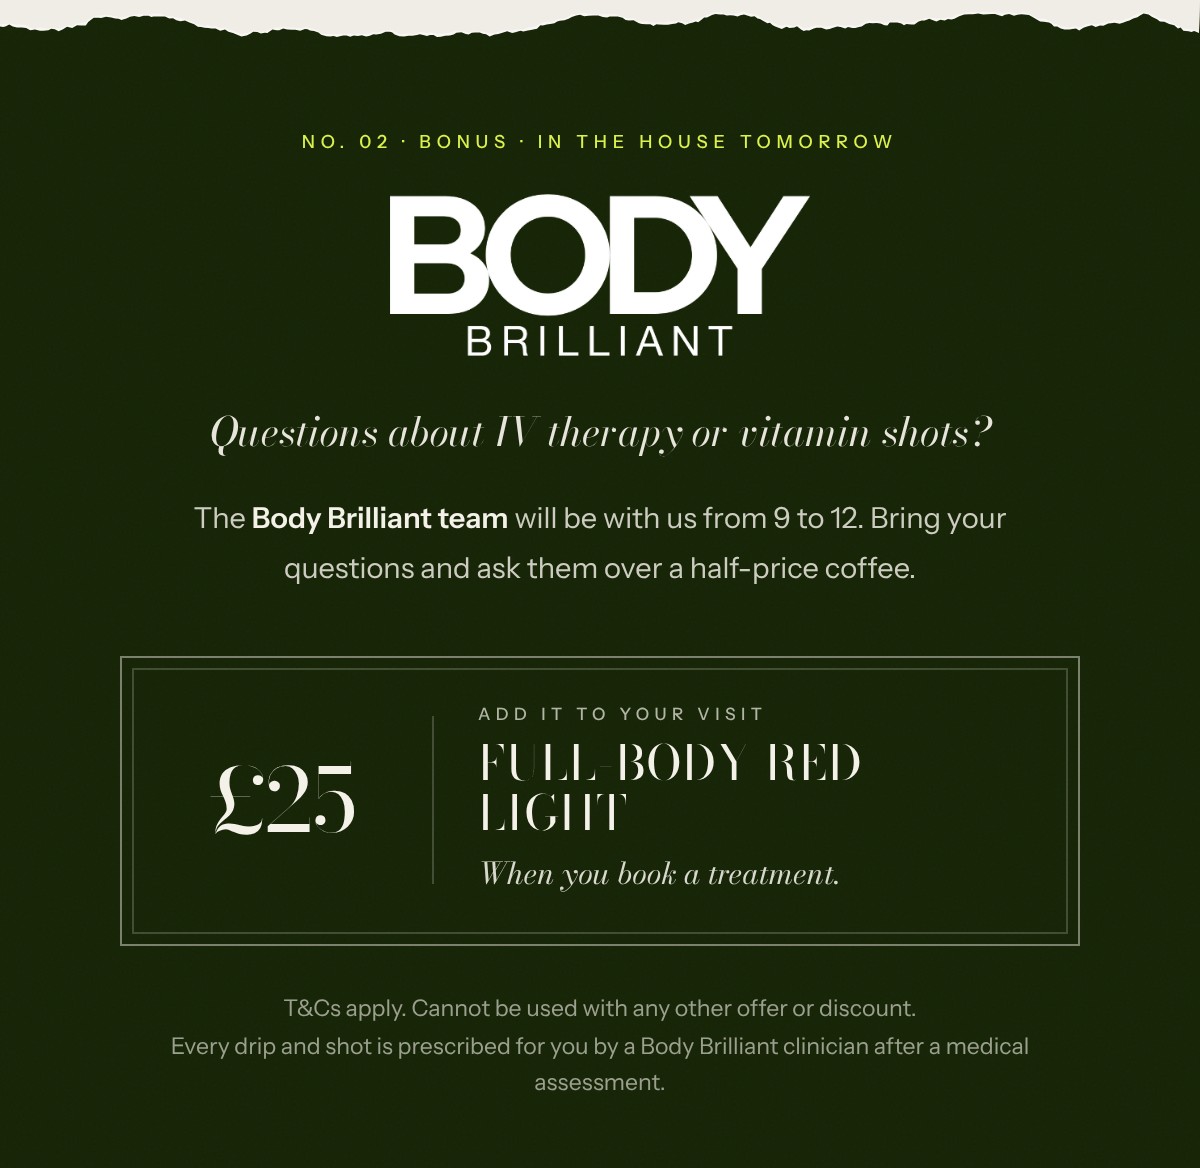 NO. 02 · BONUS · IN THE HOUSE TOMORROW
BODY
BRILLIANT
Questions about IV therapy or vitamin shots?
The Body Brilliant team will be with us from 9 to 12. Bring your
questions and ask them over a half-price coffee.
£25
ADD IT TO YOUR VISIT
FULL-BODY RED
LIGHT
When you book a treatment.
T&Cs apply. Cannot be used with any other offer or discount.
Every drip and shot is prescribed for you by a Body Brilliant clinician after a medical
assessment.